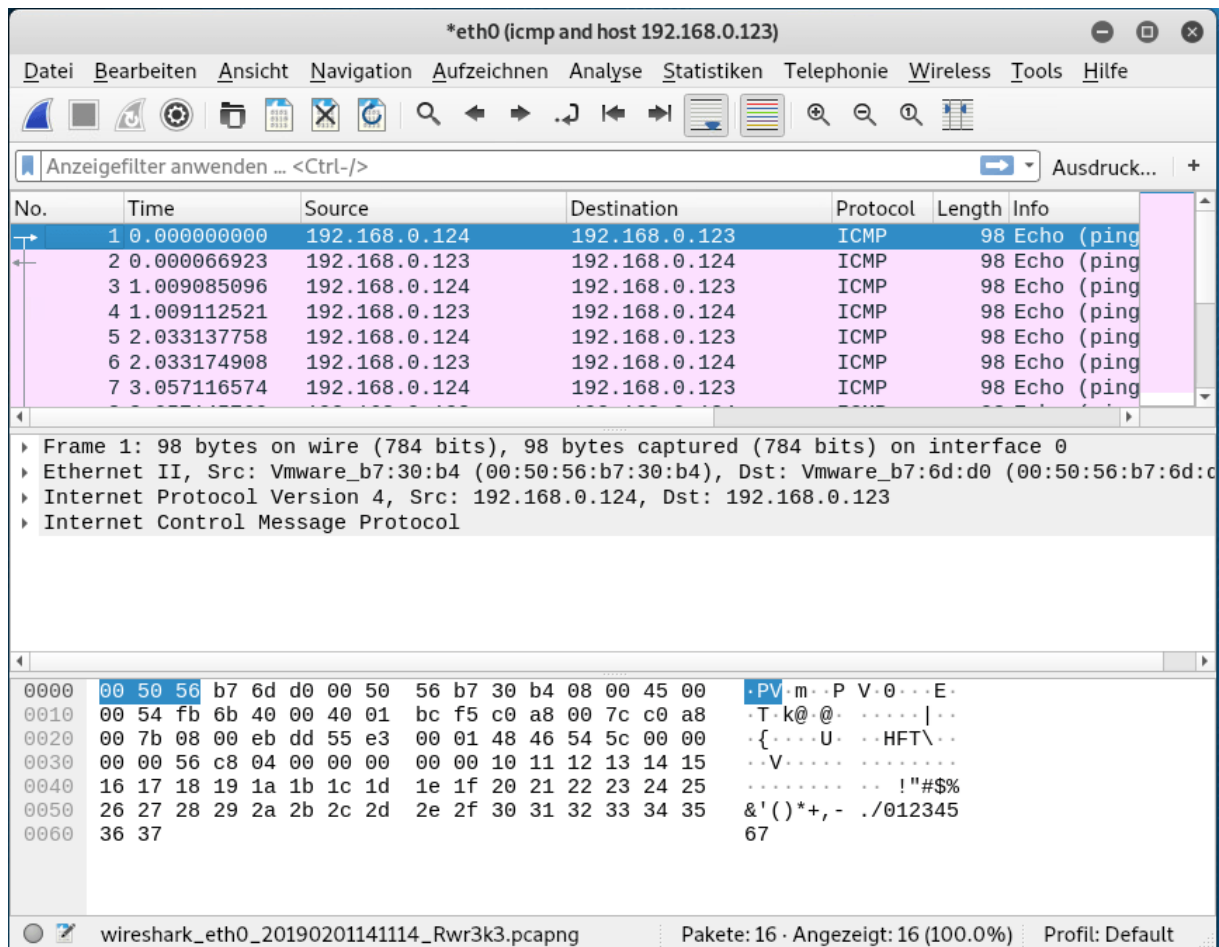 *eth0 (icmp and host 192.168.0.123)
Datei Bearbeiten Ansicht Navigation Aufzeichnen Analyse Statistiken Telephonie Wireless Tools Hilfe
Anzeigefilter anwenden ... <Ctrl-/> Ausdruck... +
No. Time Source Destination Protocol Length Info
1 0.000000000 192.168.0.124 192.168.0.123 ICMP 98 Echo (ping
2 0.000066923 192.168.0.123 192.168.0.124 ICMP 98 Echo (ping
3 1.009085096 192.168.0.124 192.168.0.123 ICMP 98 Echo (ping
4 1.009112521 192.168.0.123 192.168.0.124 ICMP 98 Echo (ping
5 2.033137758 192.168.0.124 192.168.0.123 ICMP 98 Echo (ping
6 2.033174908 192.168.0.123 192.168.0.124 ICMP 98 Echo (ping
7 3.057116574 192.168.0.124 192.168.0.123 ICMP 98 Echo (ping
Frame 1: 98 bytes on wire (784 bits), 98 bytes captured (784 bits) on interface 0
Ethernet II, Src: Vmware_b7:30:b4 (00:50:56:b7:30:b4), Dst: Vmware_b7:6d:d0 (00:50:56:b7:6d:d
Internet Protocol Version 4, Src: 192.168.0.124, Dst: 192.168.0.123
Internet Control Message Protocol
0000 00 50 56 b7 6d d0 00 50 56 b7 30 b4 08 00 45 00 ·PV·m··P V·0···E·
0010 00 54 fb 6b 40 00 40 01 bc f5 c0 a8 00 7c c0 a8 ·T·k@·@· ·····|··
0020 00 7b 08 00 eb dd 55 e3 00 01 48 46 54 5c 00 00 ·{····U· ··HFT\··
0030 00 00 56 c8 04 00 00 00 00 00 10 11 12 13 14 15 ··V····· ········
0040 16 17 18 19 1a 1b 1c 1d 1e 1f 20 21 22 23 24 25 ········ ·· !"#$%
0050 26 27 28 29 2a 2b 2c 2d 2e 2f 30 31 32 33 34 35 &'()*+,- ./012345
0060 36 37 67
wireshark_eth0_20190201141114_Rwr3k3.pcapng Pakete: 16 · Angezeigt: 16 (100.0%) Profil: Default